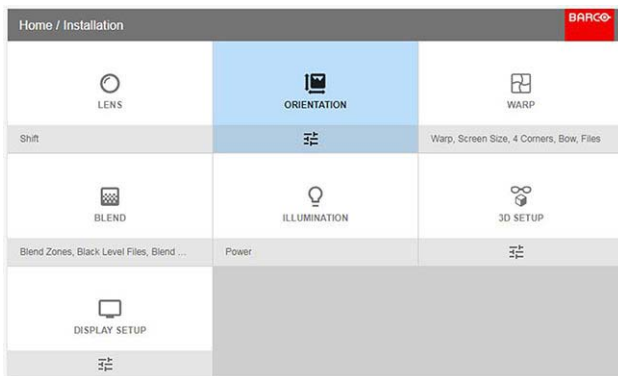 Home / Installation
BARCO
LENS
ORIENTATION
WARP
Shift
Warp, Screen Size, 4 Corners, Bow, Files
BLEND
ILLUMINATION
3D SETUP
Blend Zones, Black Level Files, Blend ...
Power
DISPLAY SETUP